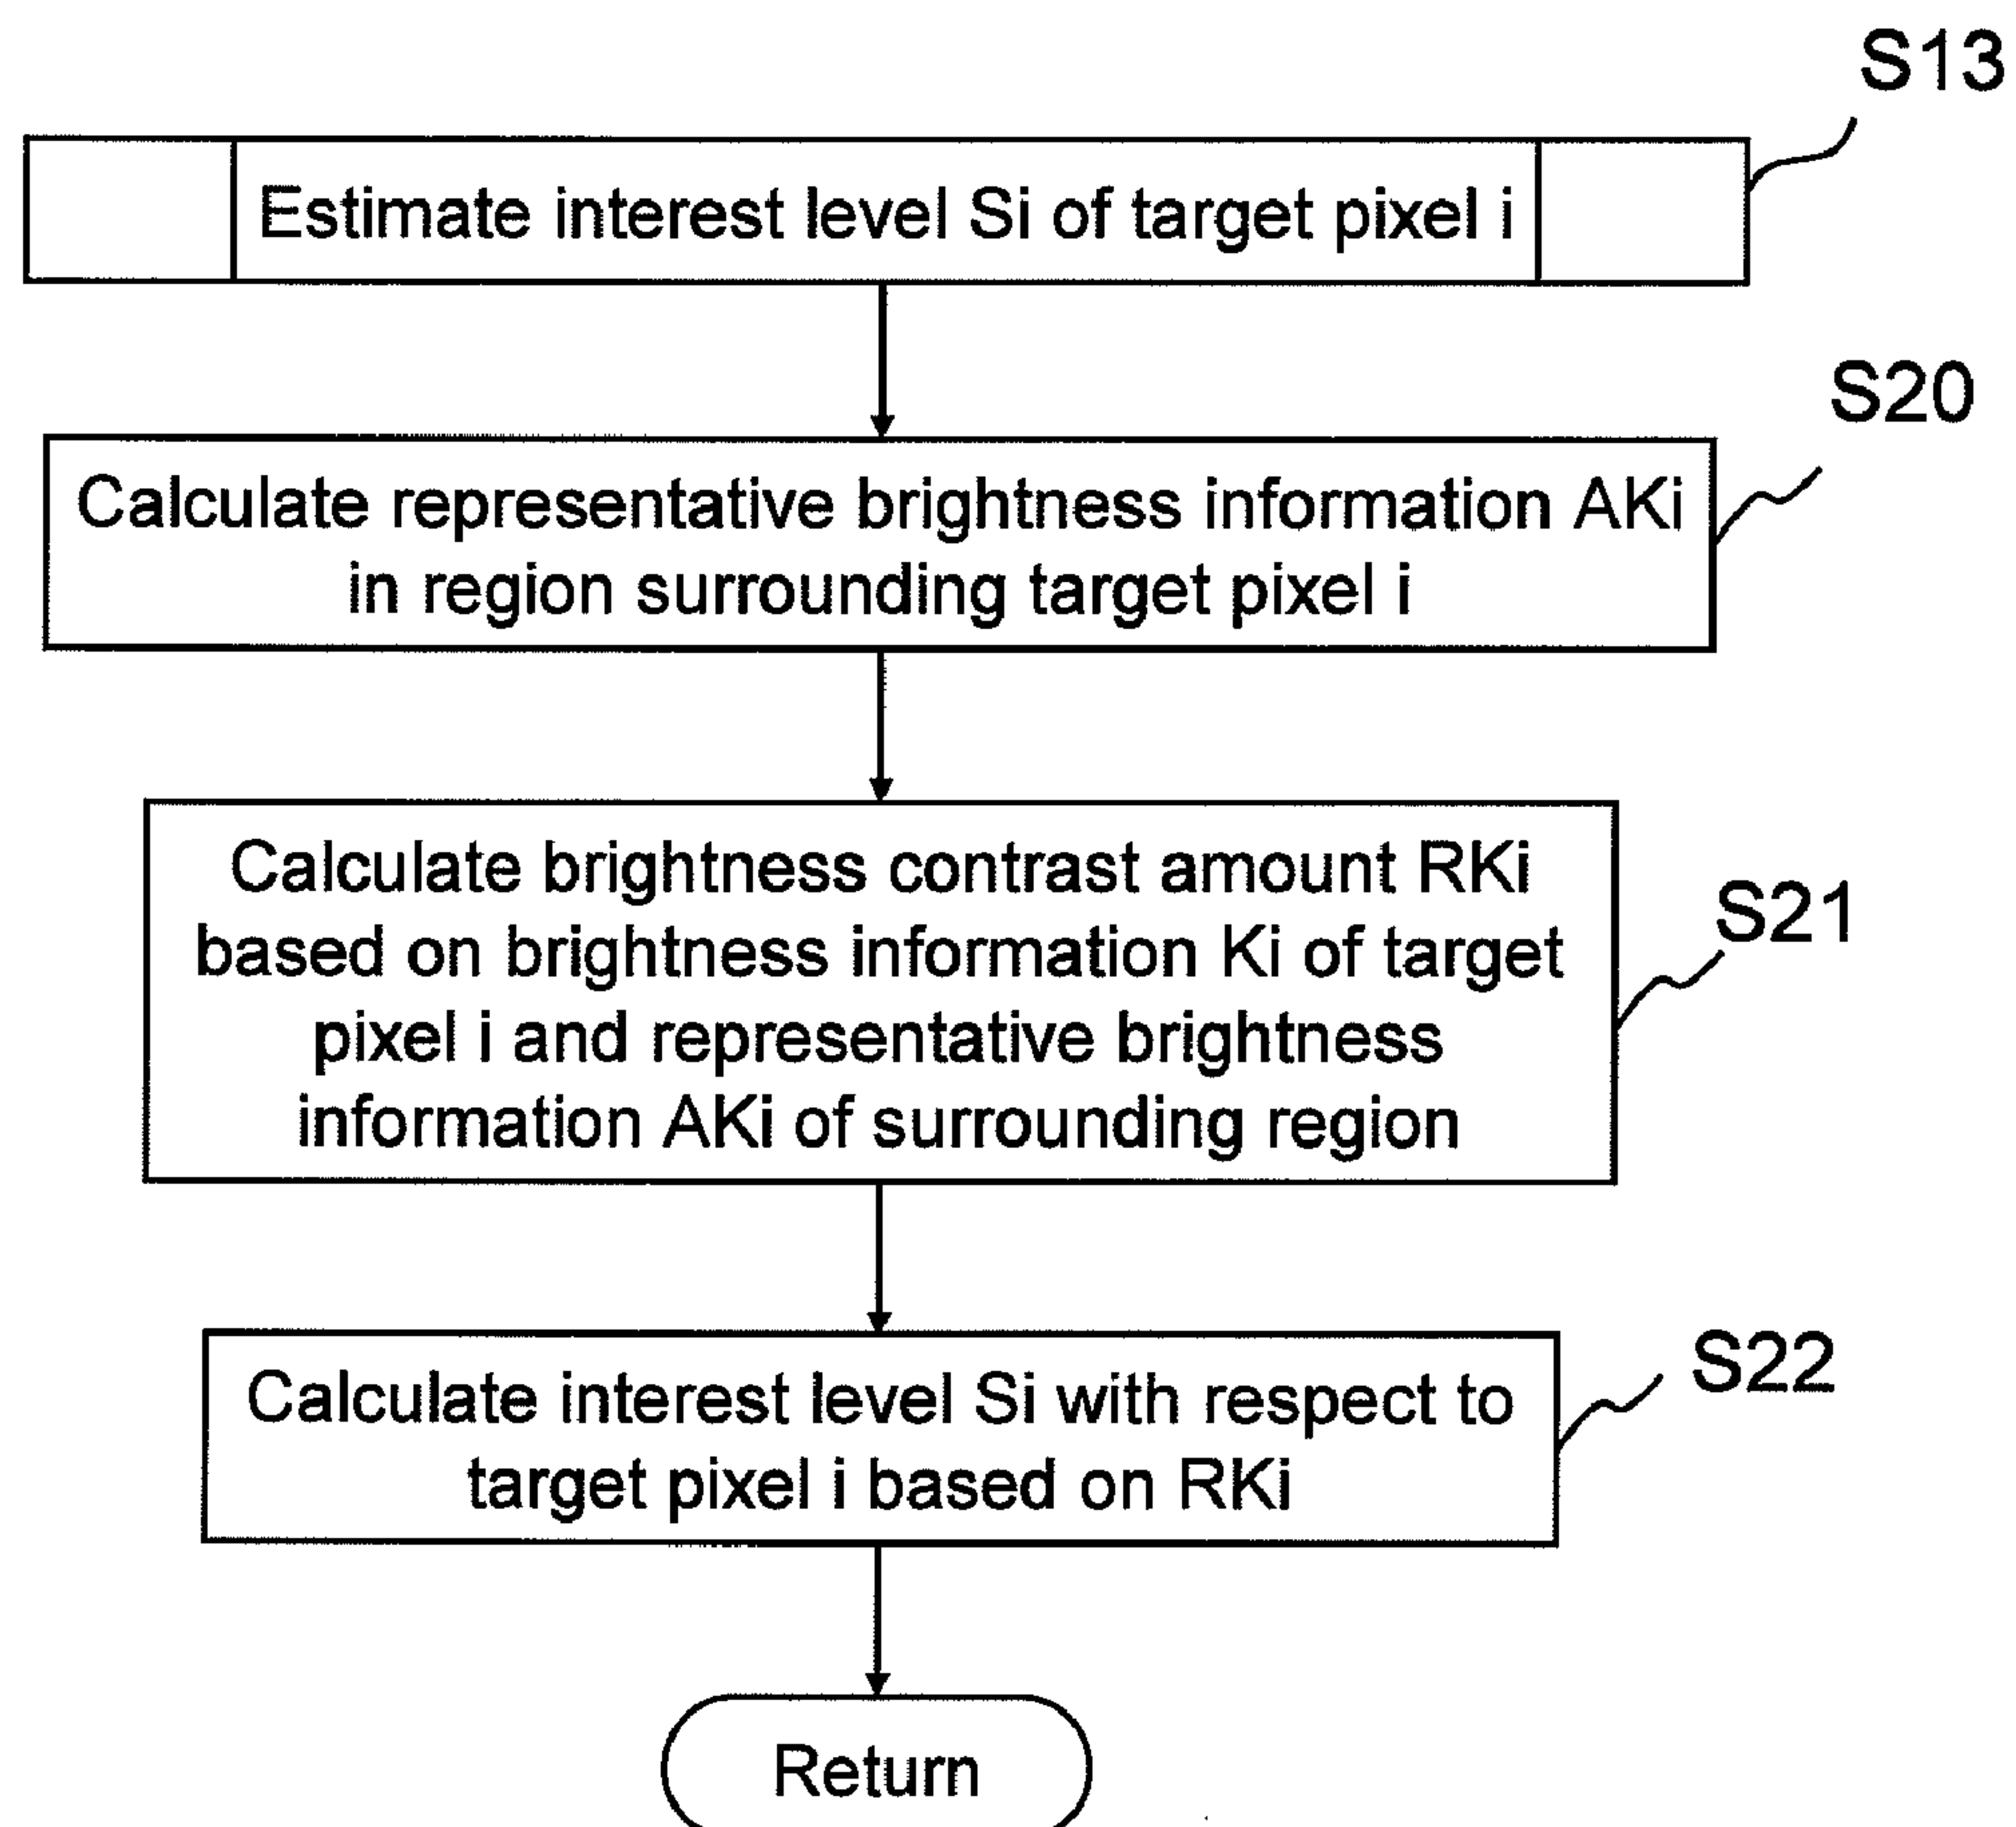 S13
Estimate interest level Si of target pixel i
S20
Calculate representative brightness information AKi
in region surrounding target pixel i
S21
Calculate brightness contrast amount RKi
based on brightness information Ki of target
pixel i and representative brightness
information AKi of surrounding region
S22
Calculate interest level Si with respect to
target pixel i based on RKi
Return